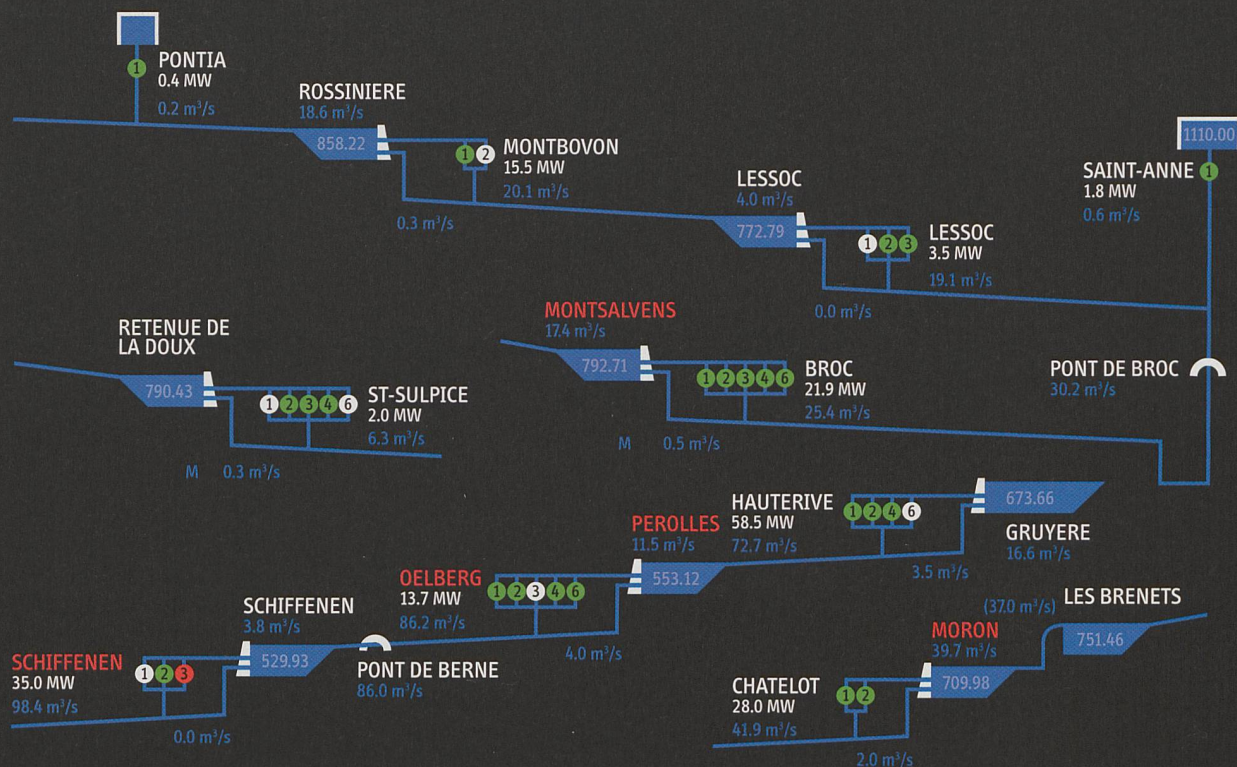 PONTIA
0.4 MW
0.2 m³/s
1
ROSSINIERE
18.6 m³/s
858.22
1 2
MONTBOVON
15.5 MW
20.1 m³/s
0.3 m³/s
LESSOC
4.0 m³/s
772.79
1 2 3
LESSOC
3.5 MW
19.1 m³/s
0.0 m³/s
1110.00
SAINT-ANNE 1
1.8 MW
0.6 m³/s
RETENUE DE
LA DOUX
790.43
1 2 3 4 6
ST-SULPICE
2.0 MW
6.3 m³/s
M 0.3 m³/s
MONTSALVENS
17.4 m³/s
792.71
1 2 3 4 6
BROC
21.9 MW
25.4 m³/s
M 0.5 m³/s
PONT DE BROC
30.2 m³/s
HAUTERIVE
58.5 MW
72.7 m³/s
1 2 4 6
673.66
GRUYERE
16.6 m³/s
3.5 m³/s
PEROLLES
11.5 m³/s
553.12
OELBERG
13.7 MW
86.2 m³/s
1 2 3 4 6
4.0 m³/s
SCHIFFENEN
3.8 m³/s
529.93
PONT DE BERNE
86.0 m³/s
SCHIFFENEN
35.0 MW
98.4 m³/s
1 2 3
0.0 m³/s
(37.0 m³/s)
LES BRENETS
751.46
MORON
39.7 m³/s
709.98
CHATELOT
28.0 MW
41.9 m³/s
1 2
2.0 m³/s